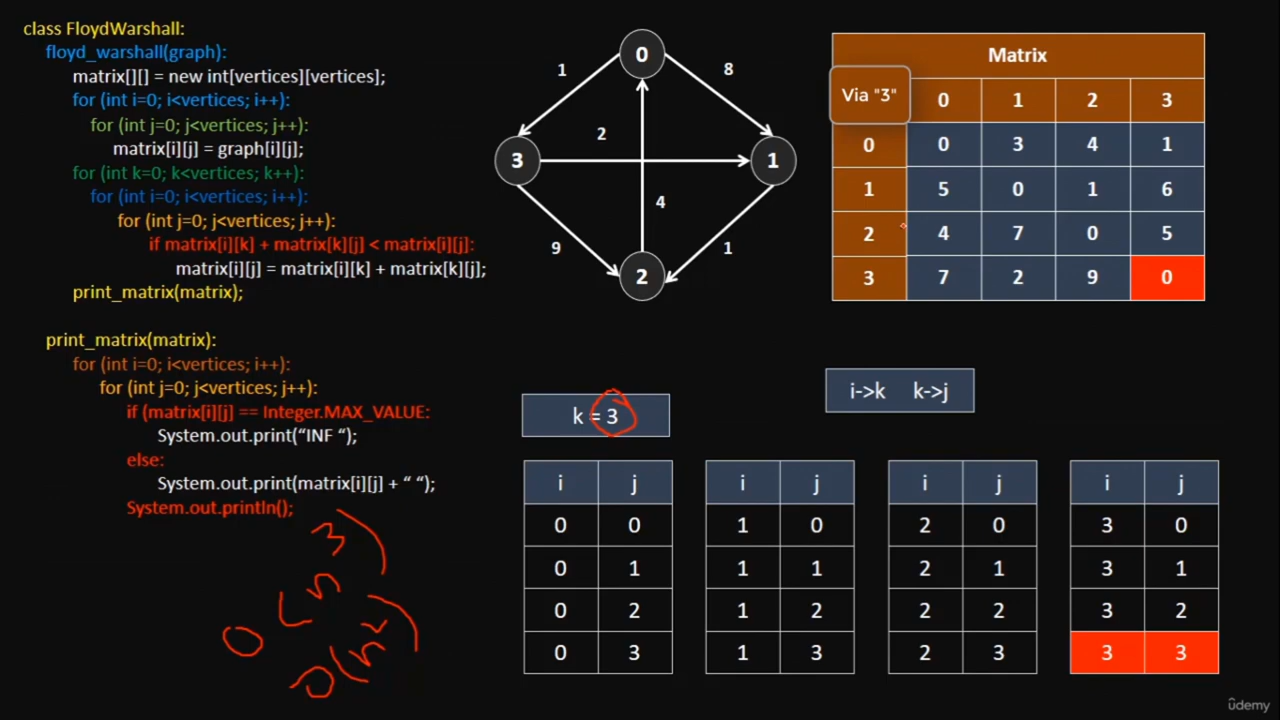 class FloydWarshall:
floyd_warshall(graph):
matrix[][] = new int[vertices][vertices];
for (int i=0; i<vertices; i++):
for (int j=0; j<vertices; j++):
matrix[i][j] = graph[i][j];
for (int k=0; k<vertices; k++):
for (int i=0; i<vertices; i++):
for (int j=0; j<vertices; j++):
if matrix[i][k] + matrix[k][j] < matrix[i][j]:
matrix[i][j] = matrix[i][k] + matrix[k][j];
print_matrix(matrix);
print_matrix(matrix):
for (int i=0; i<vertices; i++):
for (int j=0; j<vertices; j++):
if (matrix[i][j] == Integer.MAX_VALUE:
System.out.print(“INF “);
else:
System.out.print(matrix[i][j] + “ “);
System.out.println();
O(n3)
O(n2)
0
1 8
2
3 1
4
9 1
2
Matrix
Via "3" 0 1 2 3
0 0 3 4 1
1 5 0 1 6
2 4 7 0 5
3 7 2 9 0
i->k k->j
k = 3
i j
0 0
0 1
0 2
0 3
i j
1 0
1 1
1 2
1 3
i j
2 0
2 1
2 2
2 3
i j
3 0
3 1
3 2
3 3
ûdemy